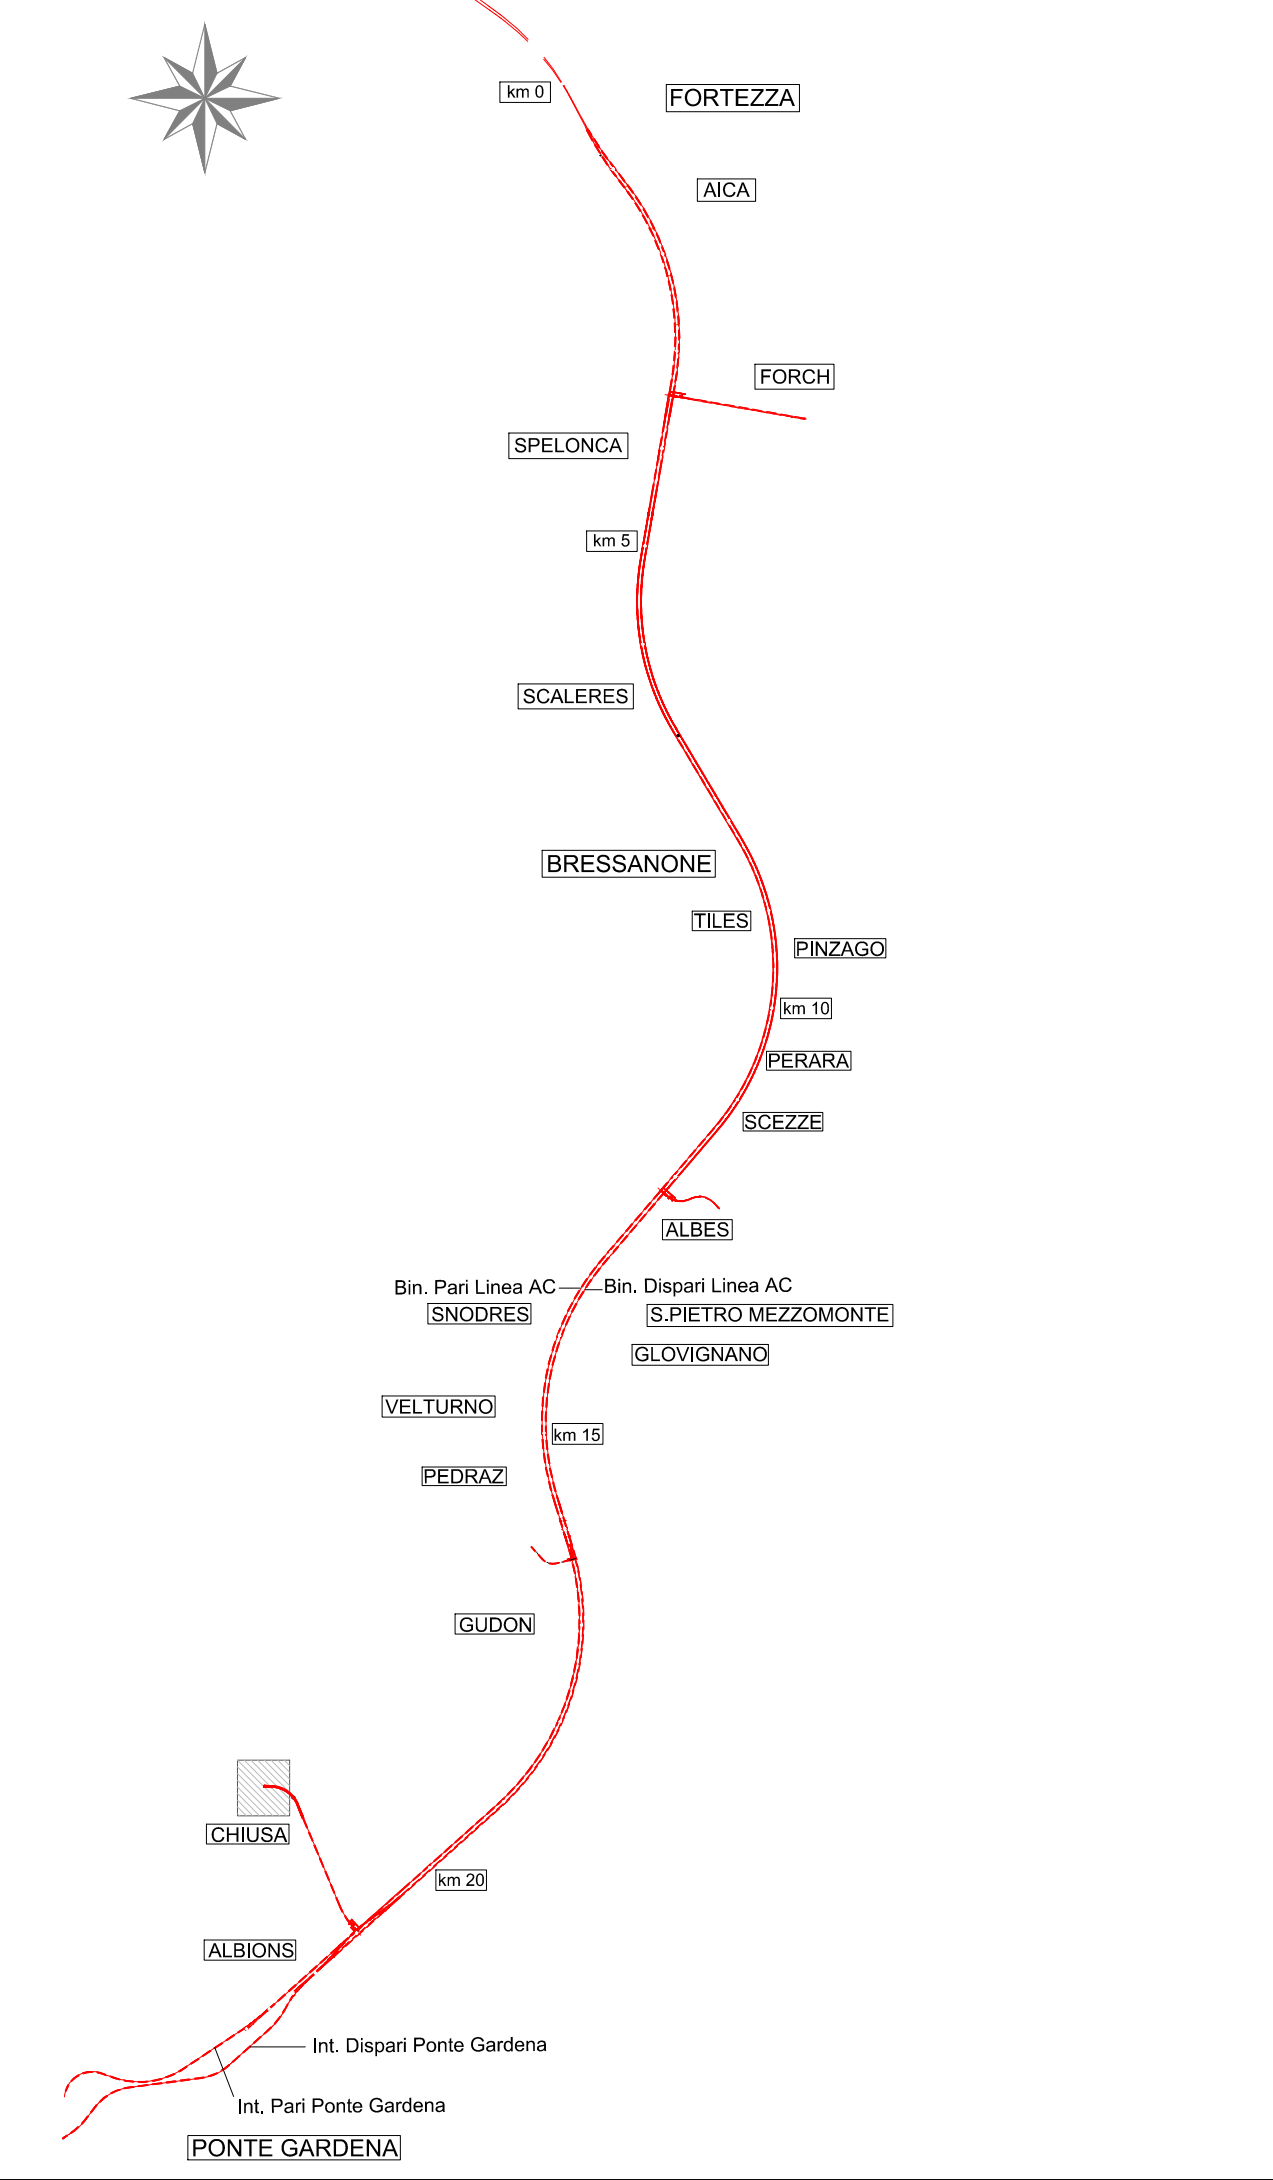 km 0
FORTEZZA
AICA
FORCH
SPELONCA
km 5
SCALERES
BRESSANONE
TILES
PINZAGO
km 10
PERARA
SCEZZE
ALBES
Bin. Pari Linea AC
Bin. Dispari Linea AC
SNODRES
S.PIETRO MEZZOMONTE
GLOVIGNANO
VELTURNO
km 15
PEDRAZ
GUDON
CHIUSA
km 20
ALBIONS
Int. Dispari Ponte Gardena
Int. Pari Ponte Gardena
PONTE GARDENA